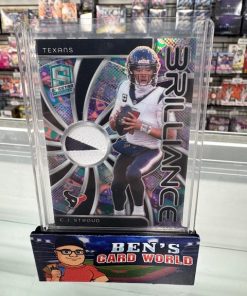 TEXANS
BRILLIANCE
C.J. STROUD
BEN'S
CARD WORLD